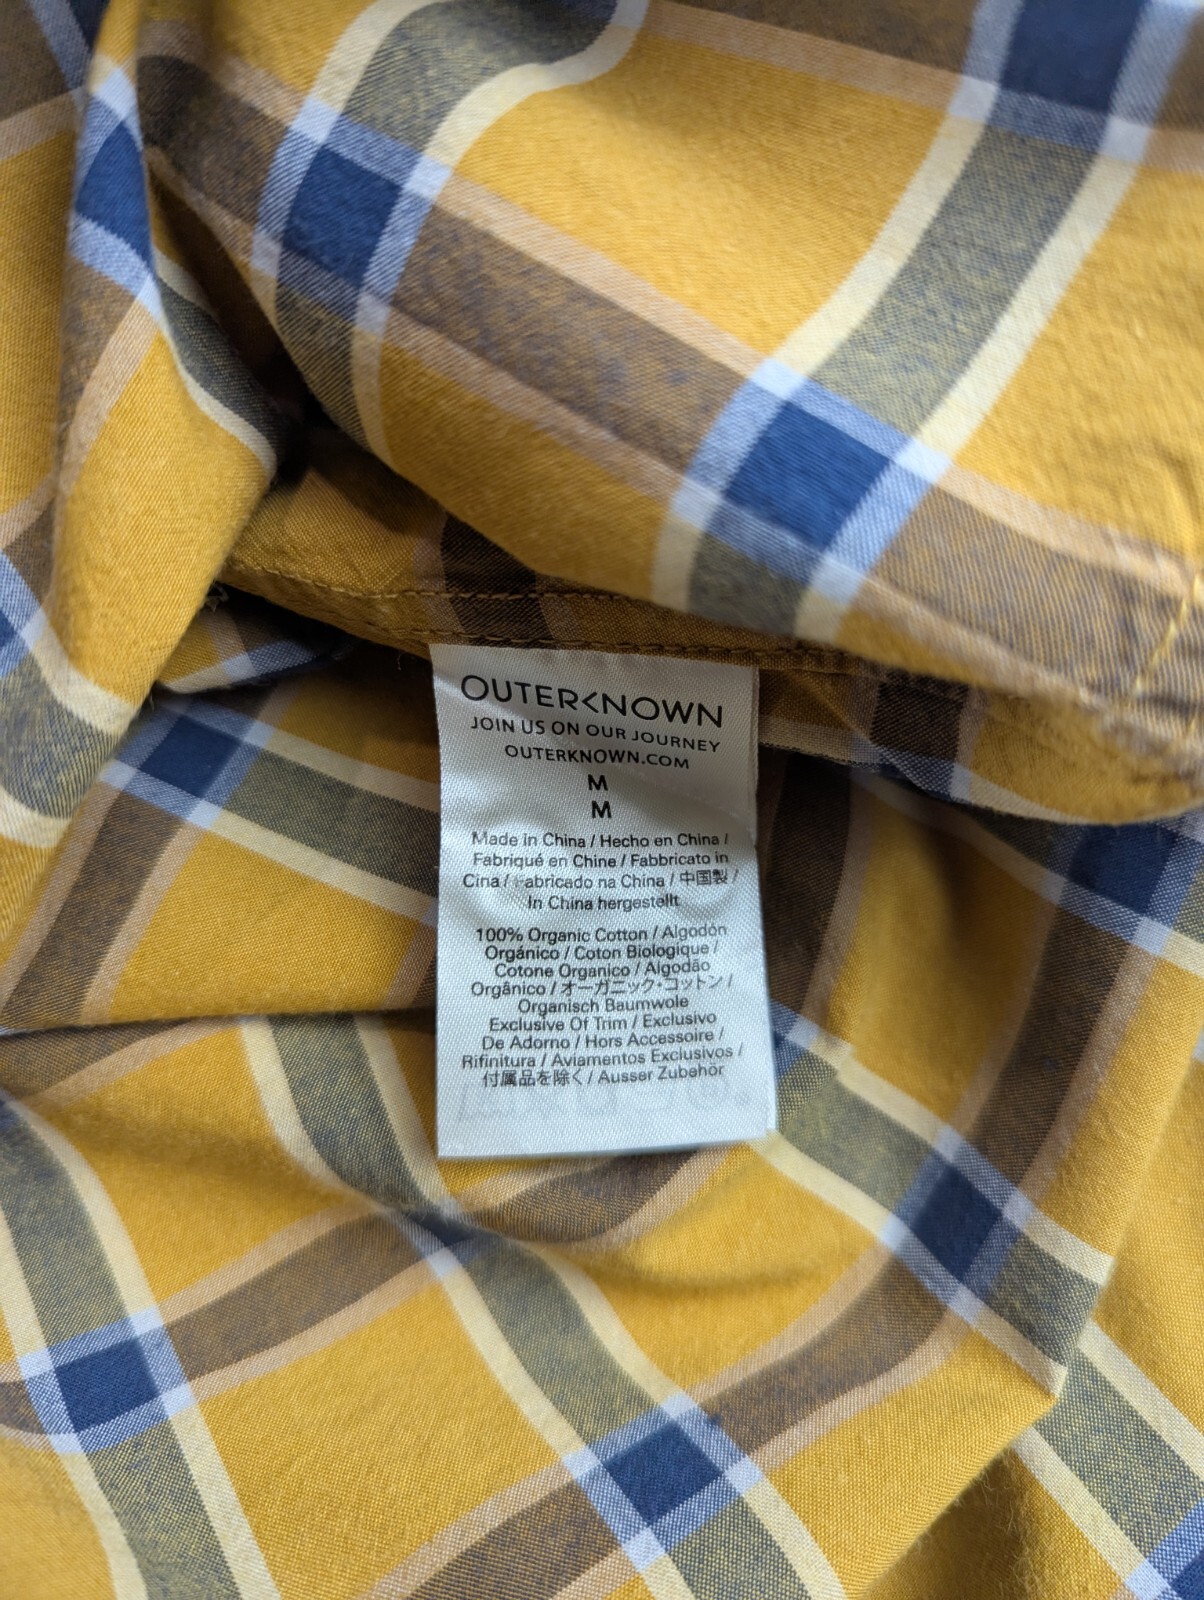 OUTERKNOWN
JOIN US ON OUR JOURNEY
OUTERKNOWN.COM
M
M
Made in China / Hecho en China /
Fabriqué en Chine / Fabbricato in
Cina / Fabricado na China / 中国製 /
In China hergestellt
100% Organic Cotton / Algodón
Orgánico / Coton Biologique /
Cotone Organico / Algodão
Orgânico / オーガニック・コットン /
Organisch Baumwole
Exclusive Of Trim / Exclusivo
De Adorno / Hors Accessoire /
Rifinitura / Aviamentos Exclusivos /
付属品を除く / Ausser Zubehör